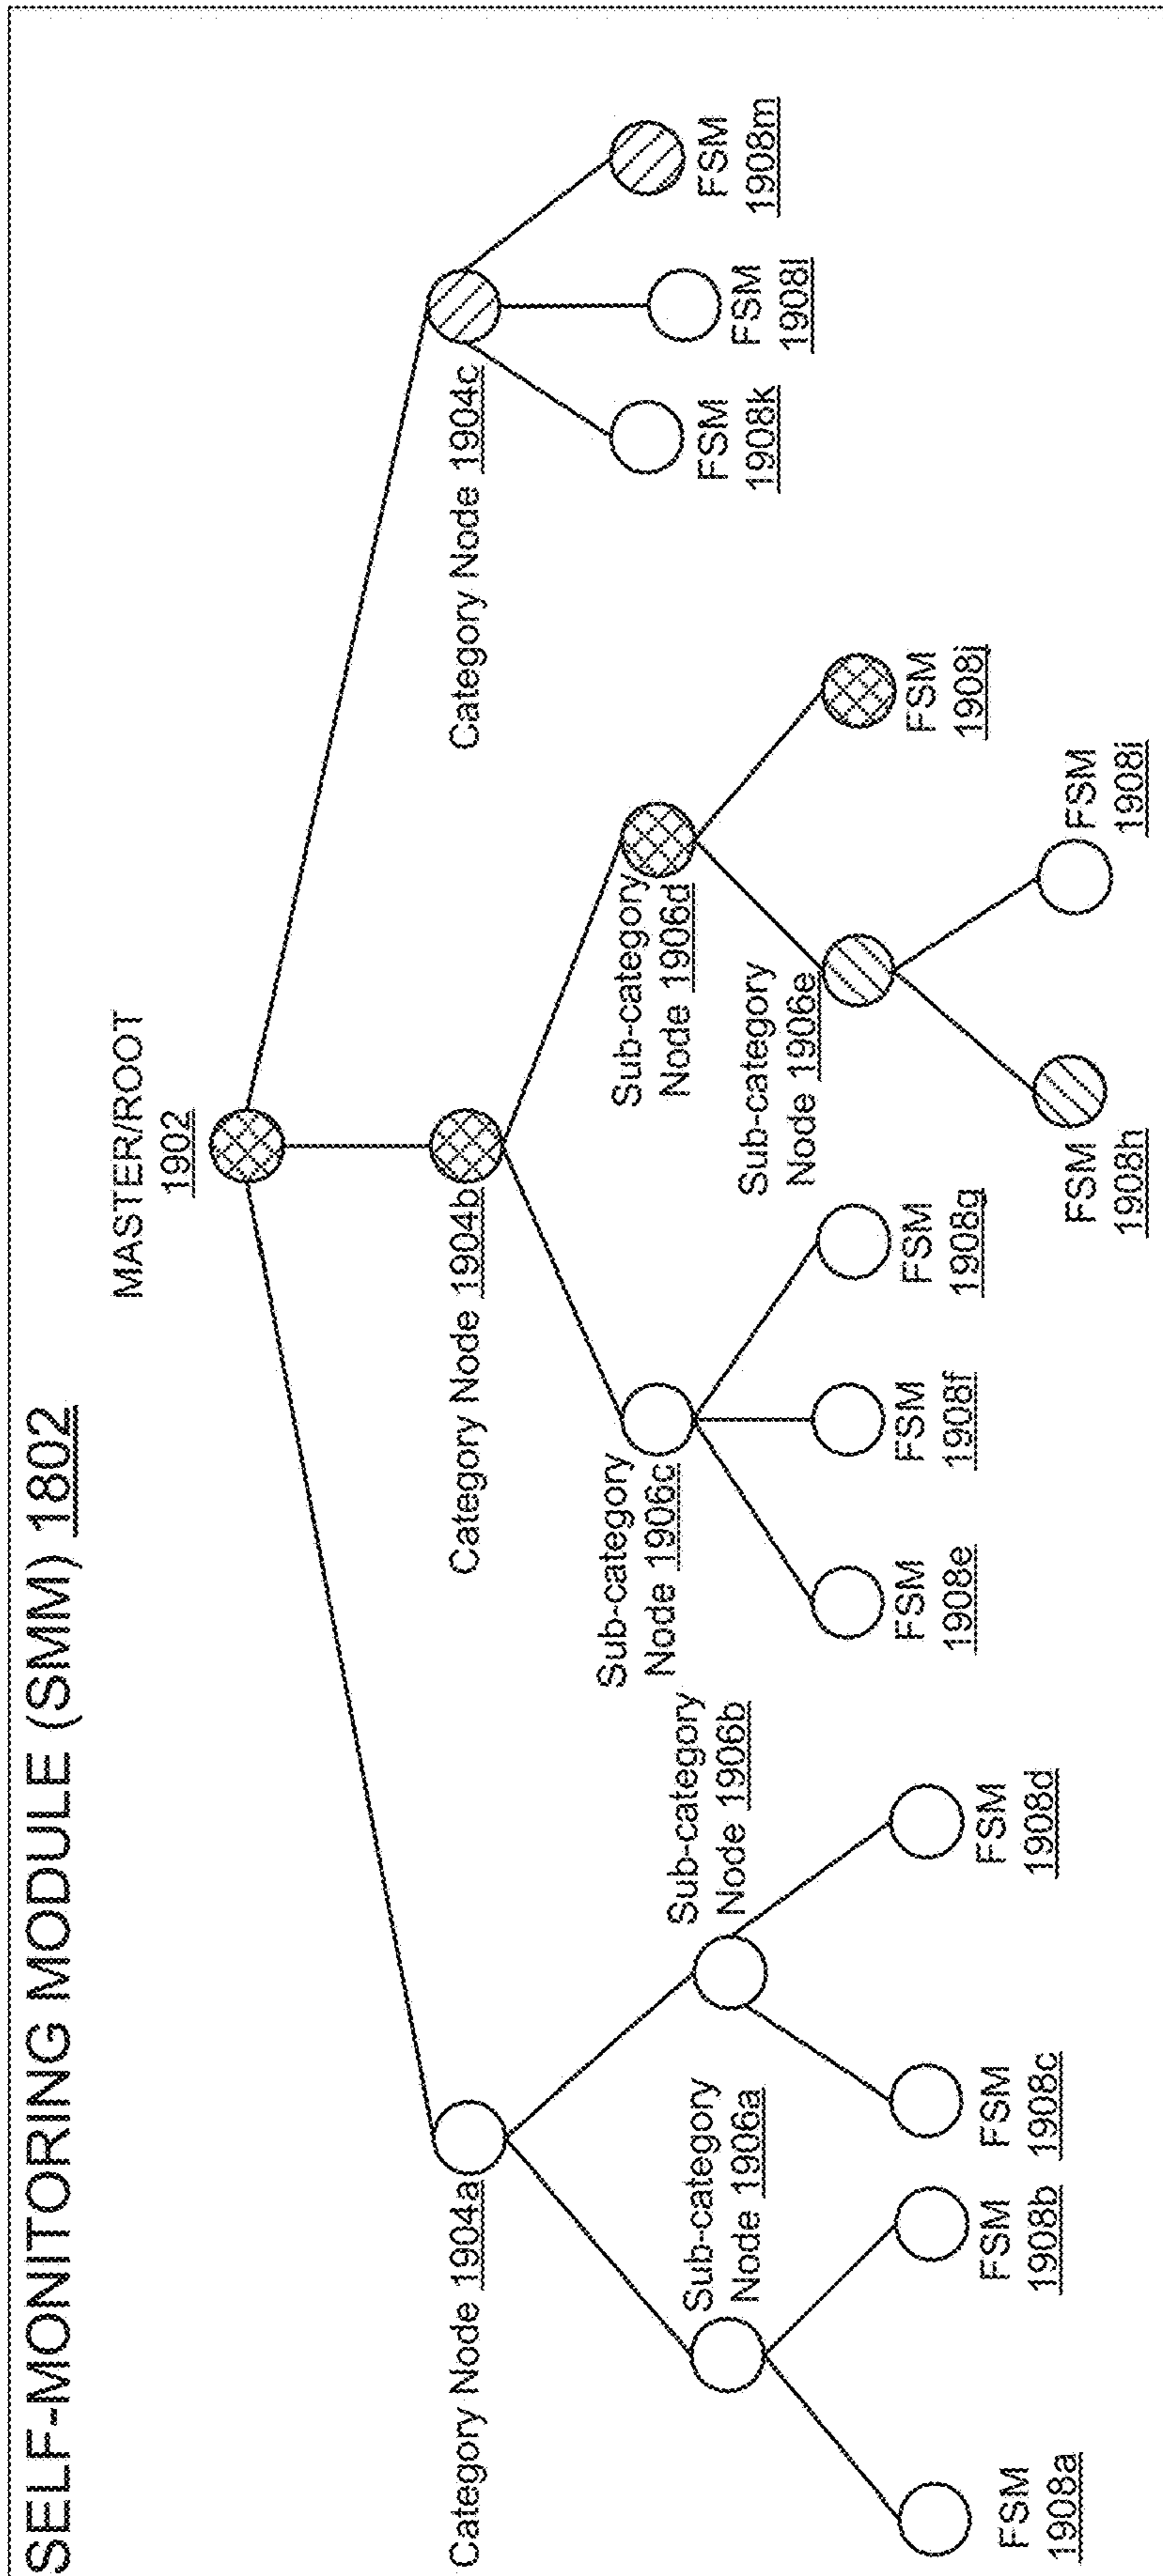 SELF-MONITORING MODULE (SMM) 1802
MASTER/ROOT
1902
Category Node 1904a
Category Node 1904b
Category Node 1904c
Sub-category
Node 1906a
Sub-category
Node 1906b
Sub-category
Node 1906c
Sub-category
Node 1906d
Sub-category
Node 1906e
FSM
1908a
FSM
1908b
FSM
1908c
FSM
1908d
FSM
1908e
FSM
1908f
FSM
1908g
FSM
1908h
FSM
1908i
FSM
1908j
FSM
1908k
FSM
1908l
FSM
1908m